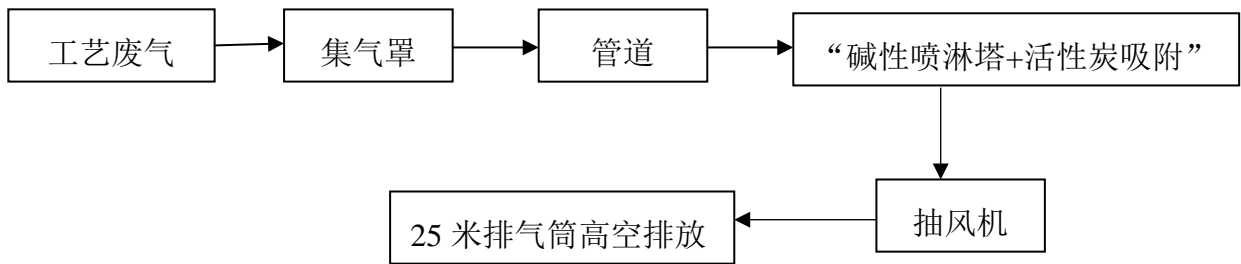 工艺废气
集气罩
管道
“碱性喷淋塔+活性炭吸附”
抽风机
25 米排气筒高空排放